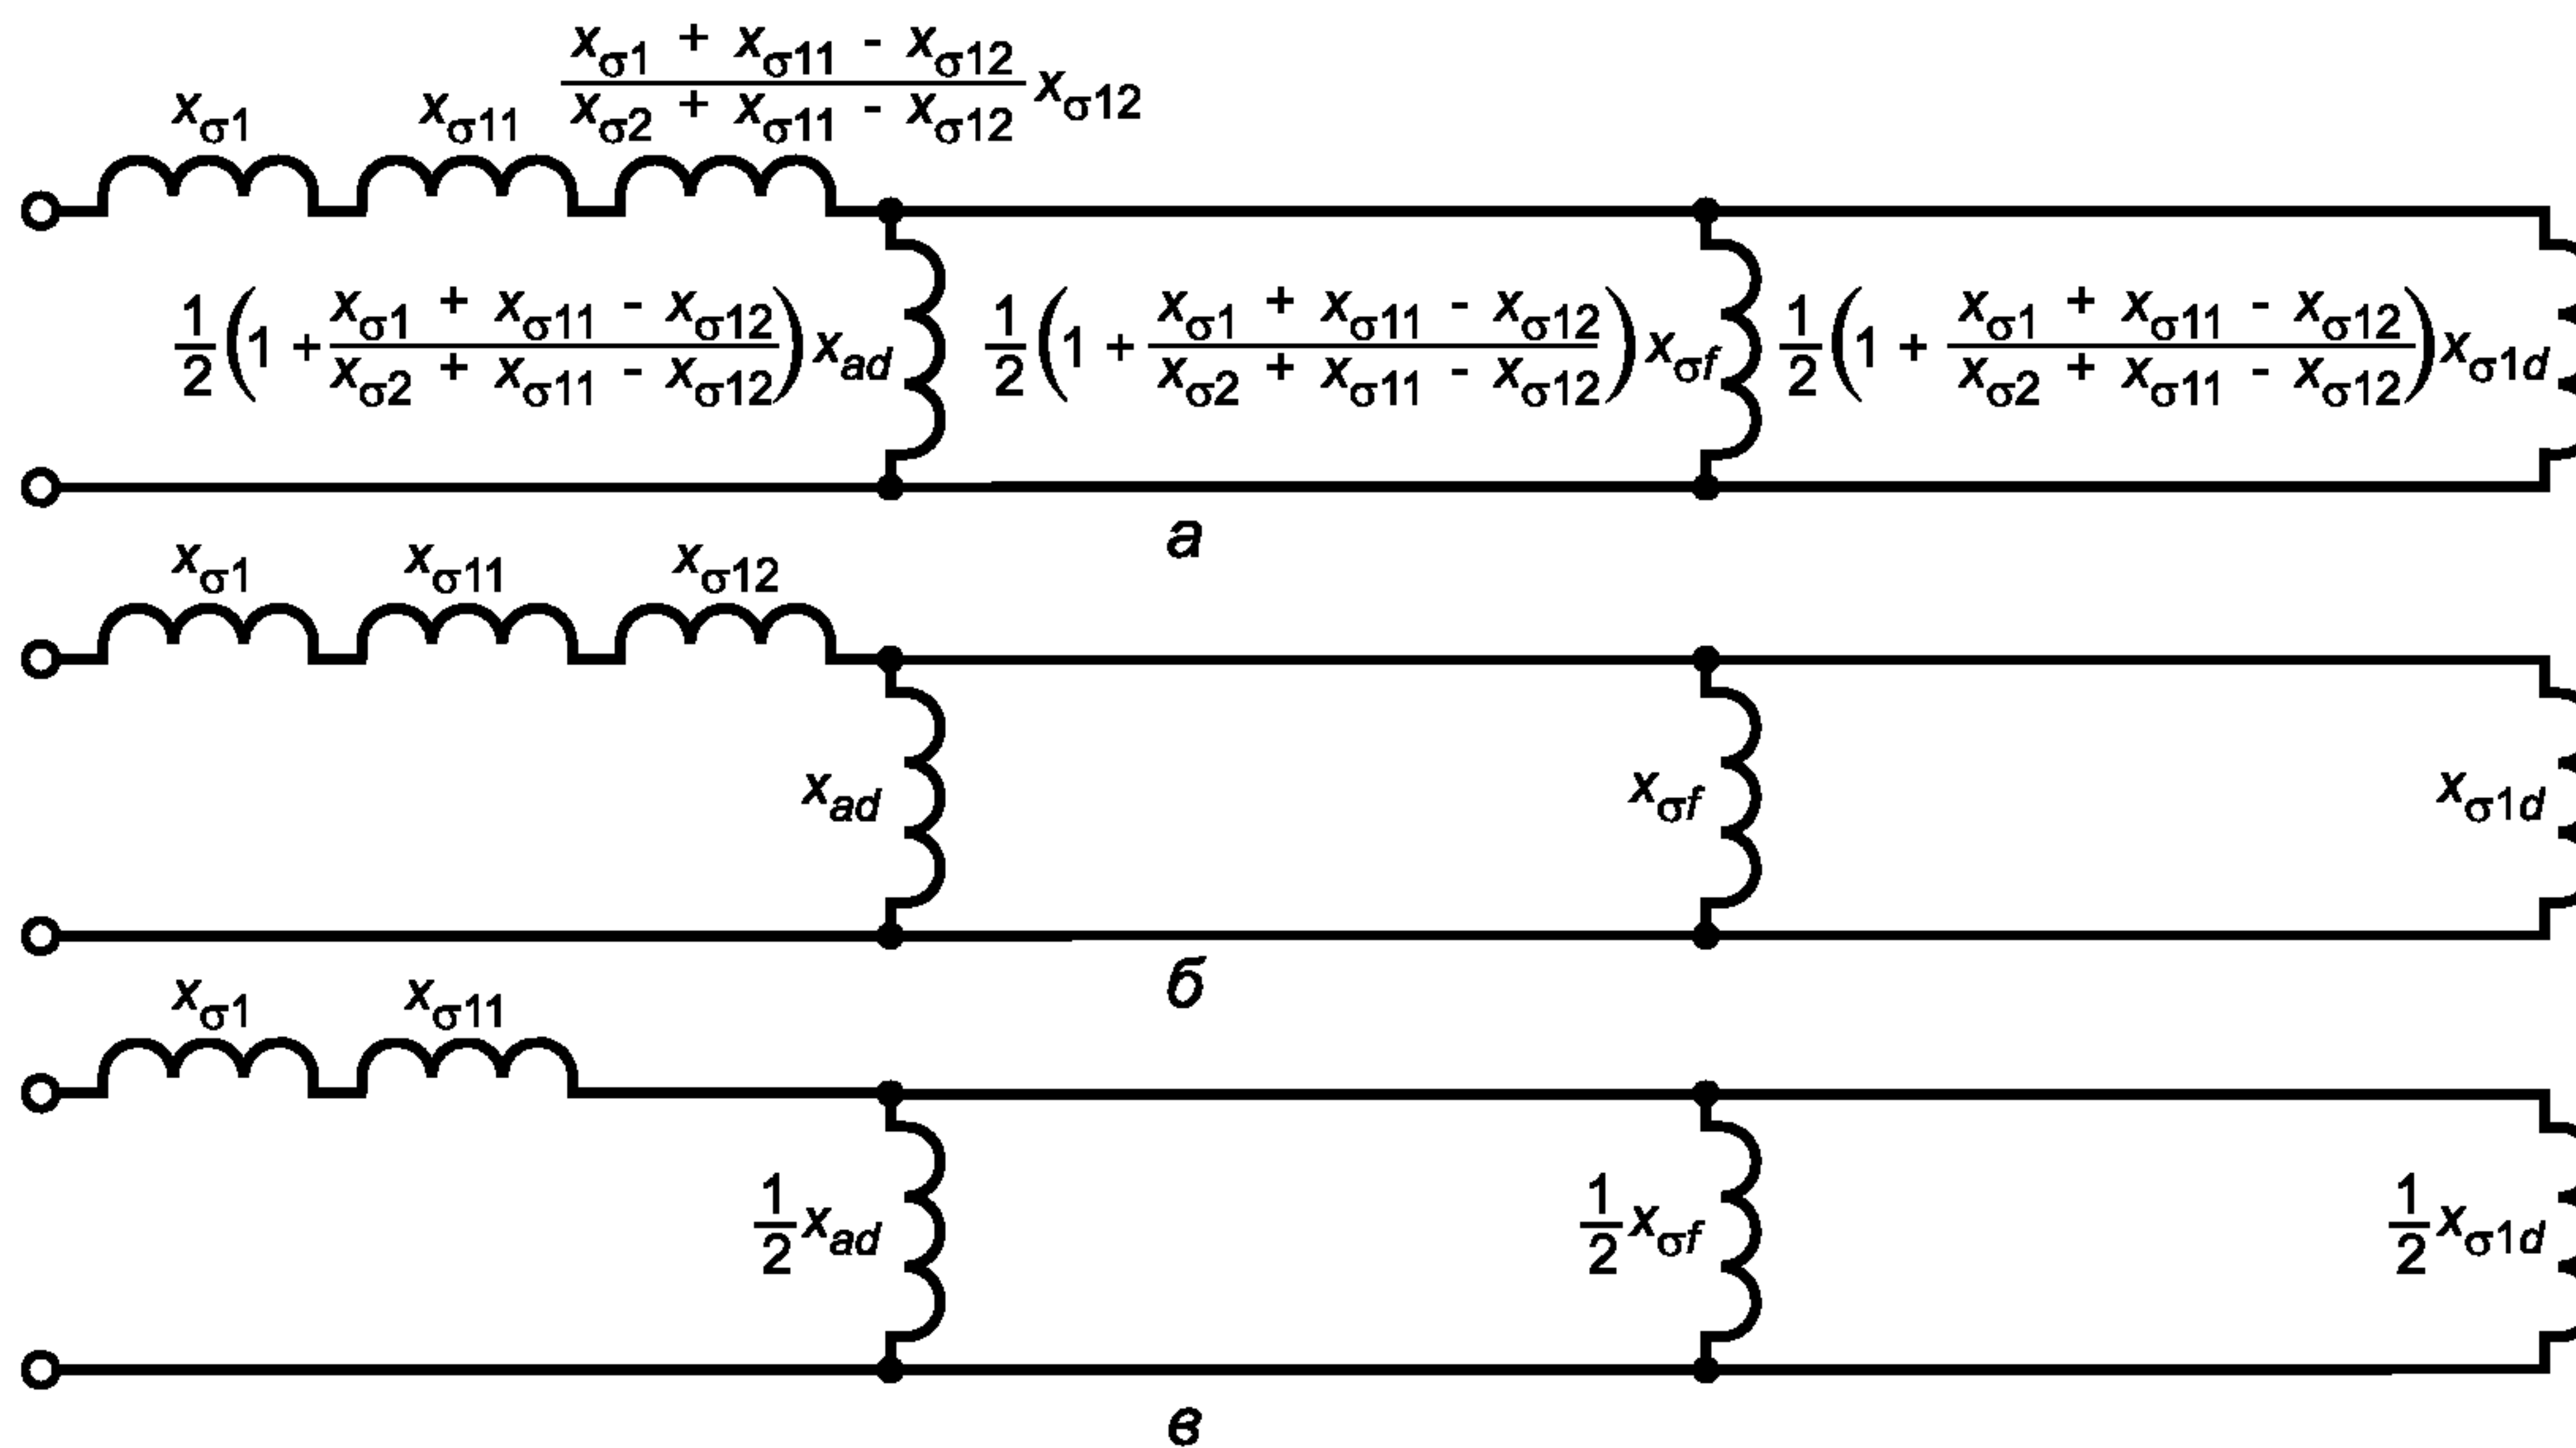 x_σ1 x_σ11 (x_σ1 + x_σ11 - x_σ12)/(x_σ2 + x_σ11 - x_σ12) x_σ12
1/2 (1 + (x_σ1 + x_σ11 - x_σ12)/(x_σ2 + x_σ11 - x_σ12)) x_ad 1/2 (1 + (x_σ1 + x_σ11 - x_σ12)/(x_σ2 + x_σ11 - x_σ12)) x_σf 1/2 (1 + (x_σ1 + x_σ11 - x_σ12)/(x_σ2 + x_σ11 - x_σ12)) x_σ1d
а
x_σ1 x_σ11 x_σ12
x_ad x_σf x_σ1d
б
x_σ1 x_σ11
1/2 x_ad 1/2 x_σf 1/2 x_σ1d
в